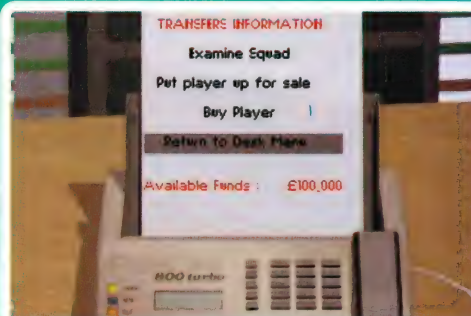 TRANSFERS INFORMATION
Examine Squad
Put player up for sale
Buy Player
Return to Desk Menu
Available Funds : £100,000
800 turbo